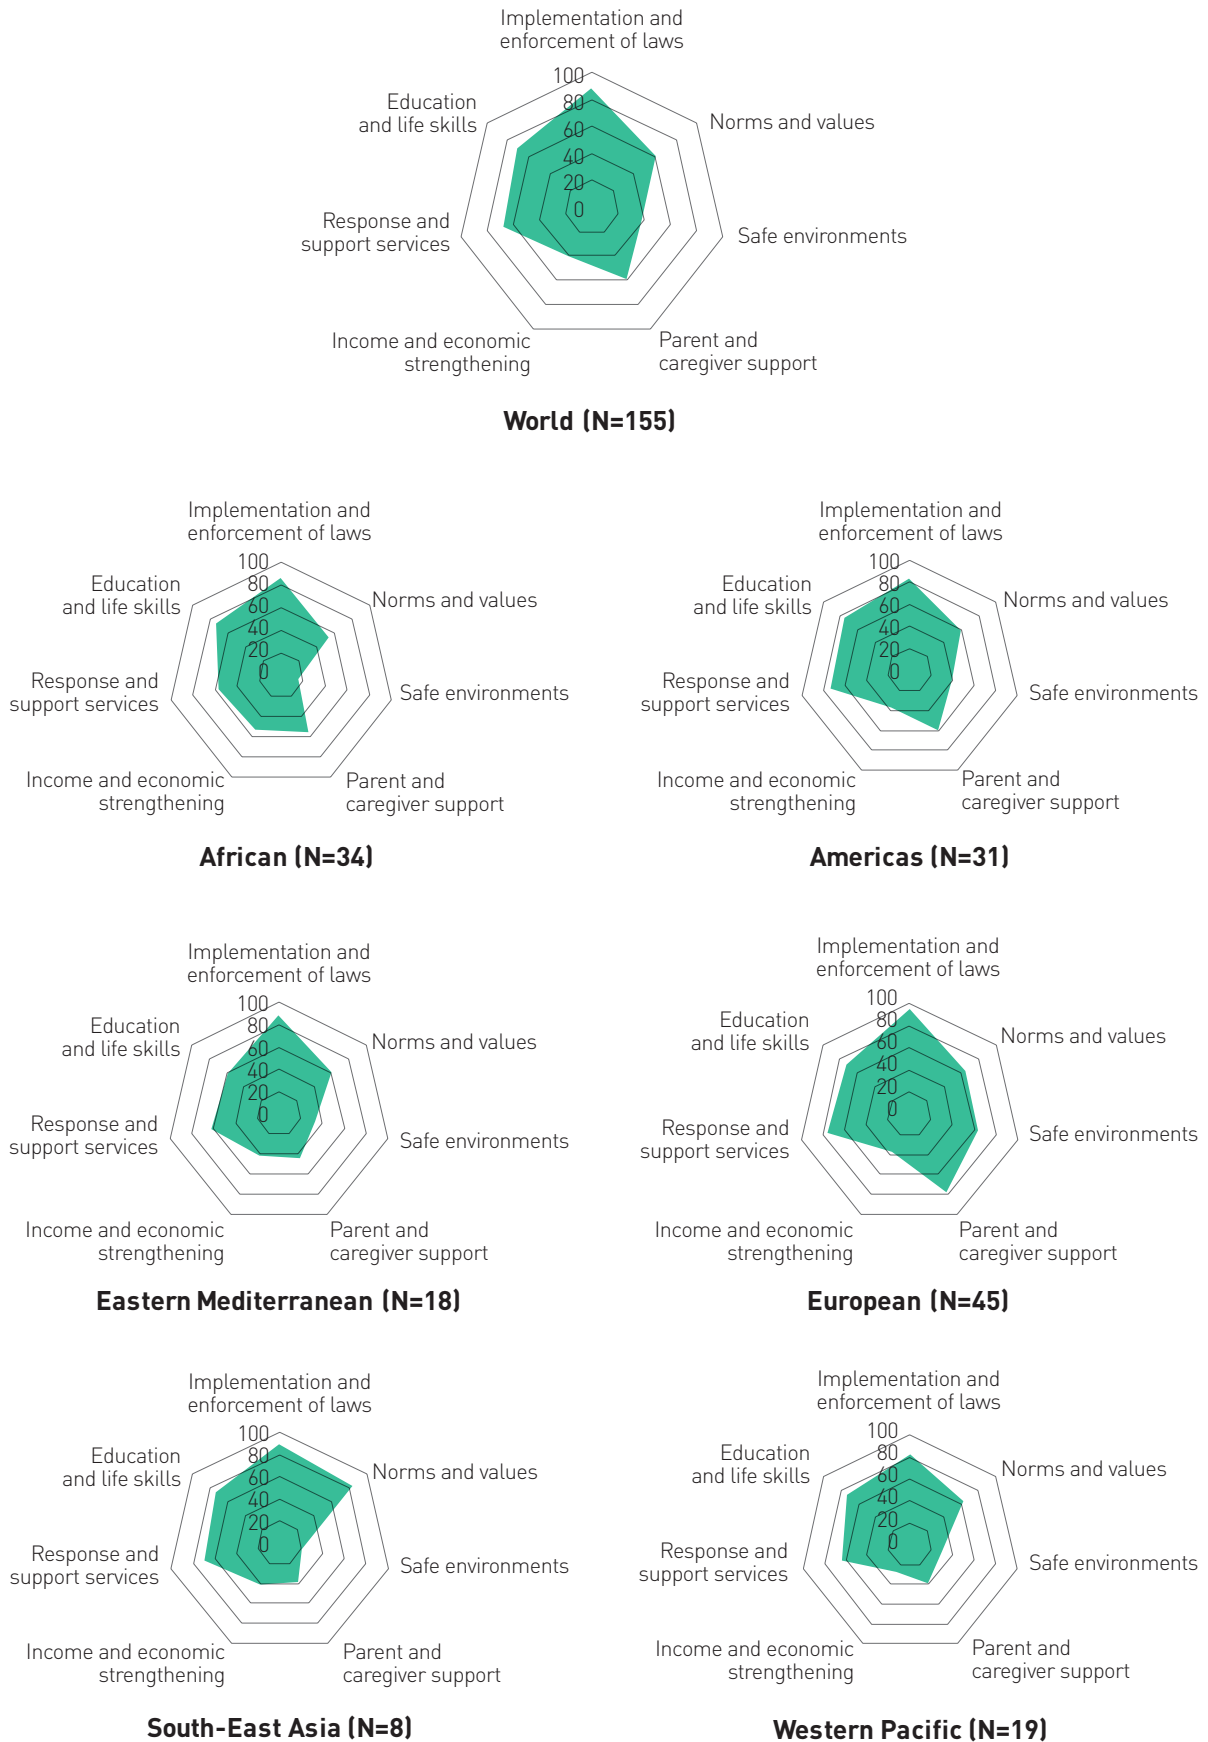 Implementation and
enforcement of laws
Education
and life skills
Norms and values
Response and
support services
Safe environments
Income and economic
strengthening
Parent and
caregiver support
100
80
60
40
20
0
World (N=155)
Implementation and
enforcement of laws
Education
and life skills
Norms and values
Response and
support services
Safe environments
Income and economic
strengthening
Parent and
caregiver support
100
80
60
40
20
0
African (N=34)
Implementation and
enforcement of laws
Education
and life skills
Norms and values
Response and
support services
Safe environments
Income and economic
strengthening
Parent and
caregiver support
100
80
60
40
20
0
Americas (N=31)
Implementation and
enforcement of laws
Education
and life skills
Norms and values
Response and
support services
Safe environments
Income and economic
strengthening
Parent and
caregiver support
100
80
60
40
20
0
Eastern Mediterranean (N=18)
Implementation and
enforcement of laws
Education
and life skills
Norms and values
Response and
support services
Safe environments
Income and economic
strengthening
Parent and
caregiver support
100
80
60
40
20
0
European (N=45)
Implementation and
enforcement of laws
Education
and life skills
Norms and values
Response and
support services
Safe environments
Income and economic
strengthening
Parent and
caregiver support
100
80
60
40
20
0
South-East Asia (N=8)
Implementation and
enforcement of laws
Education
and life skills
Norms and values
Response and
support services
Safe environments
Income and economic
strengthening
Parent and
caregiver support
100
80
60
40
20
0
Western Pacific (N=19)